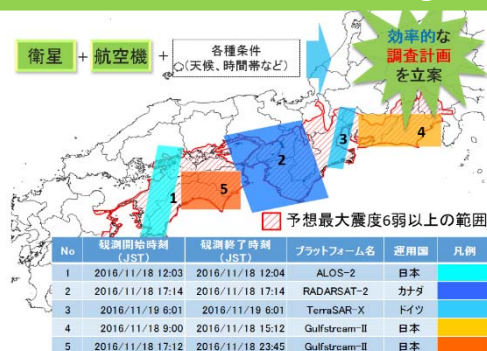 衛星 + 航空機 + 各種条件
(天候、時間帯など)
効率的な
調査計画
を立案
1
5
2
3
4
予想最大震度6弱以上の範囲
No 観測開始時刻(JST) 観測終了時刻(JST) プラットフォーム名 運用国 凡例
1 2016/11/18 12:03 2016/11/18 12:04 ALOS-2 日本
2 2016/11/18 17:14 2016/11/18 17:14 RADARSAT-2 カナダ
3 2016/11/19 6:01 2016/11/19 6:01 TerraSAR-X ドイツ
4 2016/11/18 9:00 2016/11/18 15:12 Gulfstream-II 日本
5 2016/11/18 17:12 2016/11/18 23:45 Gulfstream-II 日本